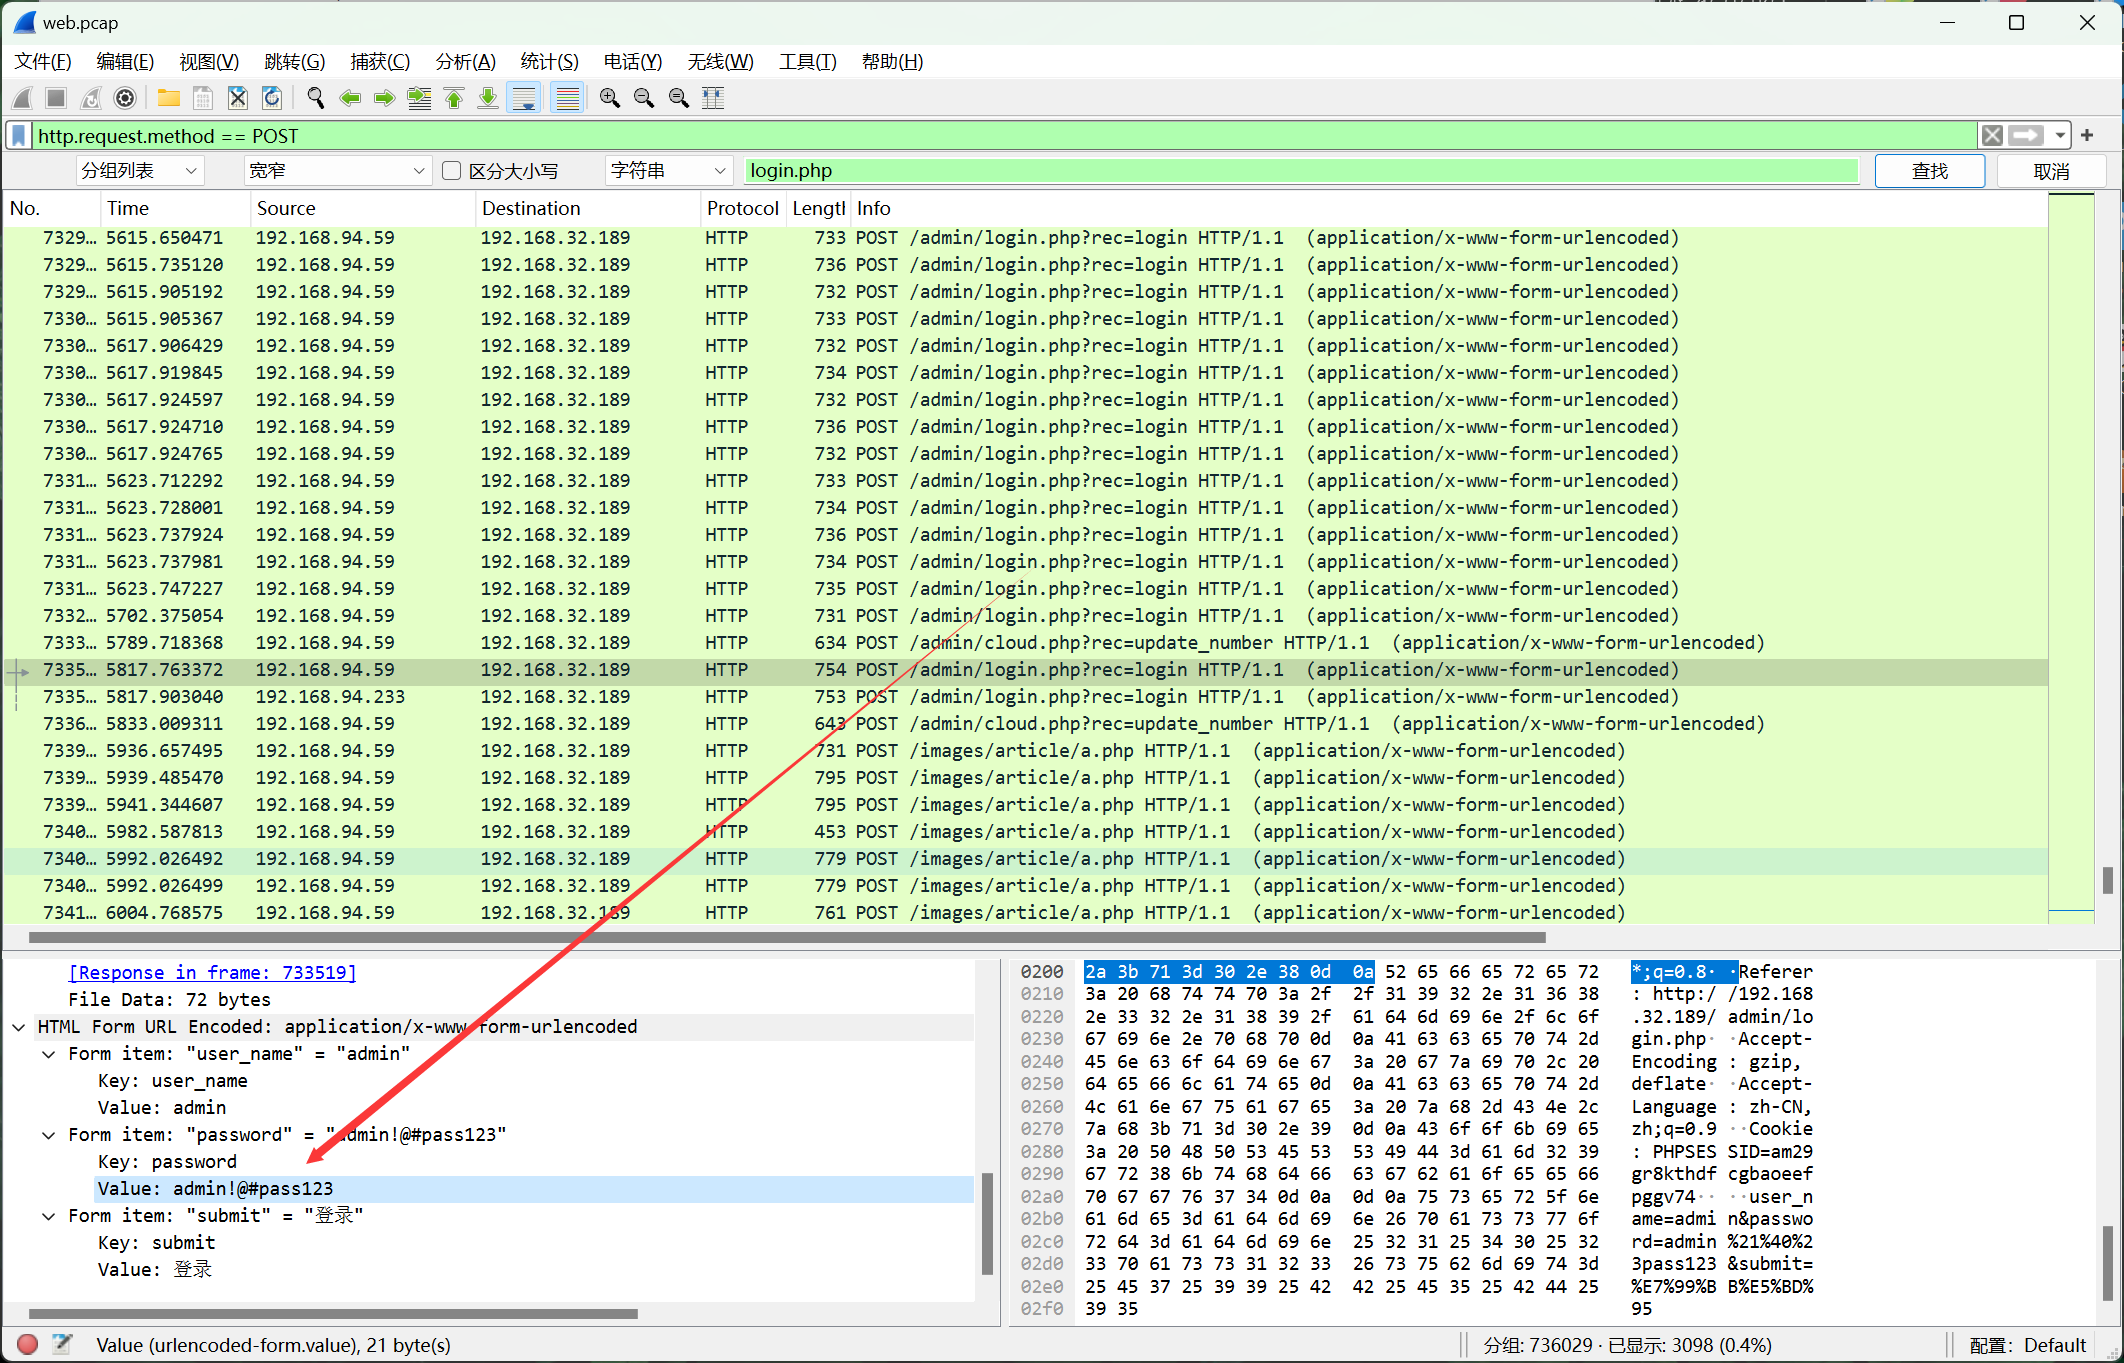 web.pcap
文件(F) 编辑(E) 视图(V) 跳转(G) 捕获(C) 分析(A) 统计(S) 电话(Y) 无线(W) 工具(T) 帮助(H)
http.request.method == POST
分组列表 宽窄 区分大小写 字符串 login.php 查找 取消
No. Time Source Destination Protocol Length Info
7329… 5615.650471 192.168.94.59 192.168.32.189 HTTP 733 POST /admin/login.php?rec=login HTTP/1.1 (application/x-www-form-urlencoded)
7329… 5615.735120 192.168.94.59 192.168.32.189 HTTP 736 POST /admin/login.php?rec=login HTTP/1.1 (application/x-www-form-urlencoded)
7329… 5615.905192 192.168.94.59 192.168.32.189 HTTP 732 POST /admin/login.php?rec=login HTTP/1.1 (application/x-www-form-urlencoded)
7330… 5615.905367 192.168.94.59 192.168.32.189 HTTP 733 POST /admin/login.php?rec=login HTTP/1.1 (application/x-www-form-urlencoded)
7330… 5617.906429 192.168.94.59 192.168.32.189 HTTP 732 POST /admin/login.php?rec=login HTTP/1.1 (application/x-www-form-urlencoded)
7330… 5617.919845 192.168.94.59 192.168.32.189 HTTP 734 POST /admin/login.php?rec=login HTTP/1.1 (application/x-www-form-urlencoded)
7330… 5617.924597 192.168.94.59 192.168.32.189 HTTP 732 POST /admin/login.php?rec=login HTTP/1.1 (application/x-www-form-urlencoded)
7330… 5617.924710 192.168.94.59 192.168.32.189 HTTP 736 POST /admin/login.php?rec=login HTTP/1.1 (application/x-www-form-urlencoded)
7330… 5617.924765 192.168.94.59 192.168.32.189 HTTP 732 POST /admin/login.php?rec=login HTTP/1.1 (application/x-www-form-urlencoded)
7331… 5623.712292 192.168.94.59 192.168.32.189 HTTP 733 POST /admin/login.php?rec=login HTTP/1.1 (application/x-www-form-urlencoded)
7331… 5623.728001 192.168.94.59 192.168.32.189 HTTP 734 POST /admin/login.php?rec=login HTTP/1.1 (application/x-www-form-urlencoded)
7331… 5623.737924 192.168.94.59 192.168.32.189 HTTP 736 POST /admin/login.php?rec=login HTTP/1.1 (application/x-www-form-urlencoded)
7331… 5623.737981 192.168.94.59 192.168.32.189 HTTP 734 POST /admin/login.php?rec=login HTTP/1.1 (application/x-www-form-urlencoded)
7331… 5623.747227 192.168.94.59 192.168.32.189 HTTP 735 POST /admin/login.php?rec=login HTTP/1.1 (application/x-www-form-urlencoded)
7332… 5702.375054 192.168.94.59 192.168.32.189 HTTP 731 POST /admin/login.php?rec=login HTTP/1.1 (application/x-www-form-urlencoded)
7333… 5789.718368 192.168.94.59 192.168.32.189 HTTP 634 POST /admin/cloud.php?rec=update_number HTTP/1.1 (application/x-www-form-urlencoded)
7335… 5817.763372 192.168.94.59 192.168.32.189 HTTP 754 POST /admin/login.php?rec=login HTTP/1.1 (application/x-www-form-urlencoded)
7335… 5817.903040 192.168.94.233 192.168.32.189 HTTP 753 POST /admin/login.php?rec=login HTTP/1.1 (application/x-www-form-urlencoded)
7336… 5833.009311 192.168.94.59 192.168.32.189 HTTP 643 POST /admin/cloud.php?rec=update_number HTTP/1.1 (application/x-www-form-urlencoded)
7339… 5936.657495 192.168.94.59 192.168.32.189 HTTP 731 POST /images/article/a.php HTTP/1.1 (application/x-www-form-urlencoded)
7339… 5939.485470 192.168.94.59 192.168.32.189 HTTP 795 POST /images/article/a.php HTTP/1.1 (application/x-www-form-urlencoded)
7339… 5941.344607 192.168.94.59 192.168.32.189 HTTP 795 POST /images/article/a.php HTTP/1.1 (application/x-www-form-urlencoded)
7340… 5982.587813 192.168.94.59 192.168.32.189 HTTP 453 POST /images/article/a.php HTTP/1.1 (application/x-www-form-urlencoded)
7340… 5992.026492 192.168.94.59 192.168.32.189 HTTP 779 POST /images/article/a.php HTTP/1.1 (application/x-www-form-urlencoded)
7340… 5992.026499 192.168.94.59 192.168.32.189 HTTP 779 POST /images/article/a.php HTTP/1.1 (application/x-www-form-urlencoded)
7341… 6004.768575 192.168.94.59 192.168.32.189 HTTP 761 POST /images/article/a.php HTTP/1.1 (application/x-www-form-urlencoded)
[Response in frame: 733519]
File Data: 72 bytes
HTML Form URL Encoded: application/x-www-form-urlencoded
Form item: "user_name" = "admin"
Key: user_name
Value: admin
Form item: "password" = "admin!@#pass123"
Key: password
Value: admin!@#pass123
Form item: "submit" = "登录"
Key: submit
Value: 登录
0200 2a 3b 71 3d 30 2e 38 0d 0a 52 65 66 65 72 65 72 *;q=0.8· ·Referer
0210 3a 20 68 74 74 70 3a 2f 2f 31 39 32 2e 31 36 38 : http:/ /192.168
0220 2e 33 32 2e 31 38 39 2f 61 64 6d 69 6e 2f 6c 6f .32.189/ admin/lo
0230 67 69 6e 2e 70 68 70 0d 0a 41 63 63 65 70 74 2d gin.php· ·Accept-
0240 45 6e 63 6f 64 69 6e 67 3a 20 67 7a 69 70 2c 20 Encoding : gzip,
0250 64 65 66 6c 61 74 65 0d 0a 41 63 63 65 70 74 2d deflate· ·Accept-
0260 4c 61 6e 67 75 61 67 65 3a 20 7a 68 2d 43 4e 2c Language : zh-CN,
0270 7a 68 3b 71 3d 30 2e 39 0d 0a 43 6f 6f 6b 69 65 zh;q=0.9 ··Cookie
0280 3a 20 50 48 50 53 45 53 53 49 44 3d 61 6d 32 39 : PHPSES SID=am29
0290 67 72 38 6b 74 68 64 66 63 67 62 61 6f 65 65 66 gr8kthdf cgbaoeef
02a0 70 67 67 76 37 34 0d 0a 0d 0a 75 73 65 72 5f 6e pggv74·· ··user_n
02b0 61 6d 65 3d 61 64 6d 69 6e 26 70 61 73 73 77 6f ame=admi n&passwo
02c0 72 64 3d 61 64 6d 69 6e 25 32 31 25 34 30 25 32 rd=admin %21%40%2
02d0 33 70 61 73 73 31 32 33 26 73 75 62 6d 69 74 3d 3pass123 &submit=
02e0 25 45 37 25 39 39 25 42 42 25 45 35 25 42 44 25 %E7%99%B B%E5%BD%
02f0 39 35 95
Value (urlencoded-form.value), 21 byte(s) 分组: 736029 · 已显示: 3098 (0.4%) 配置: Default